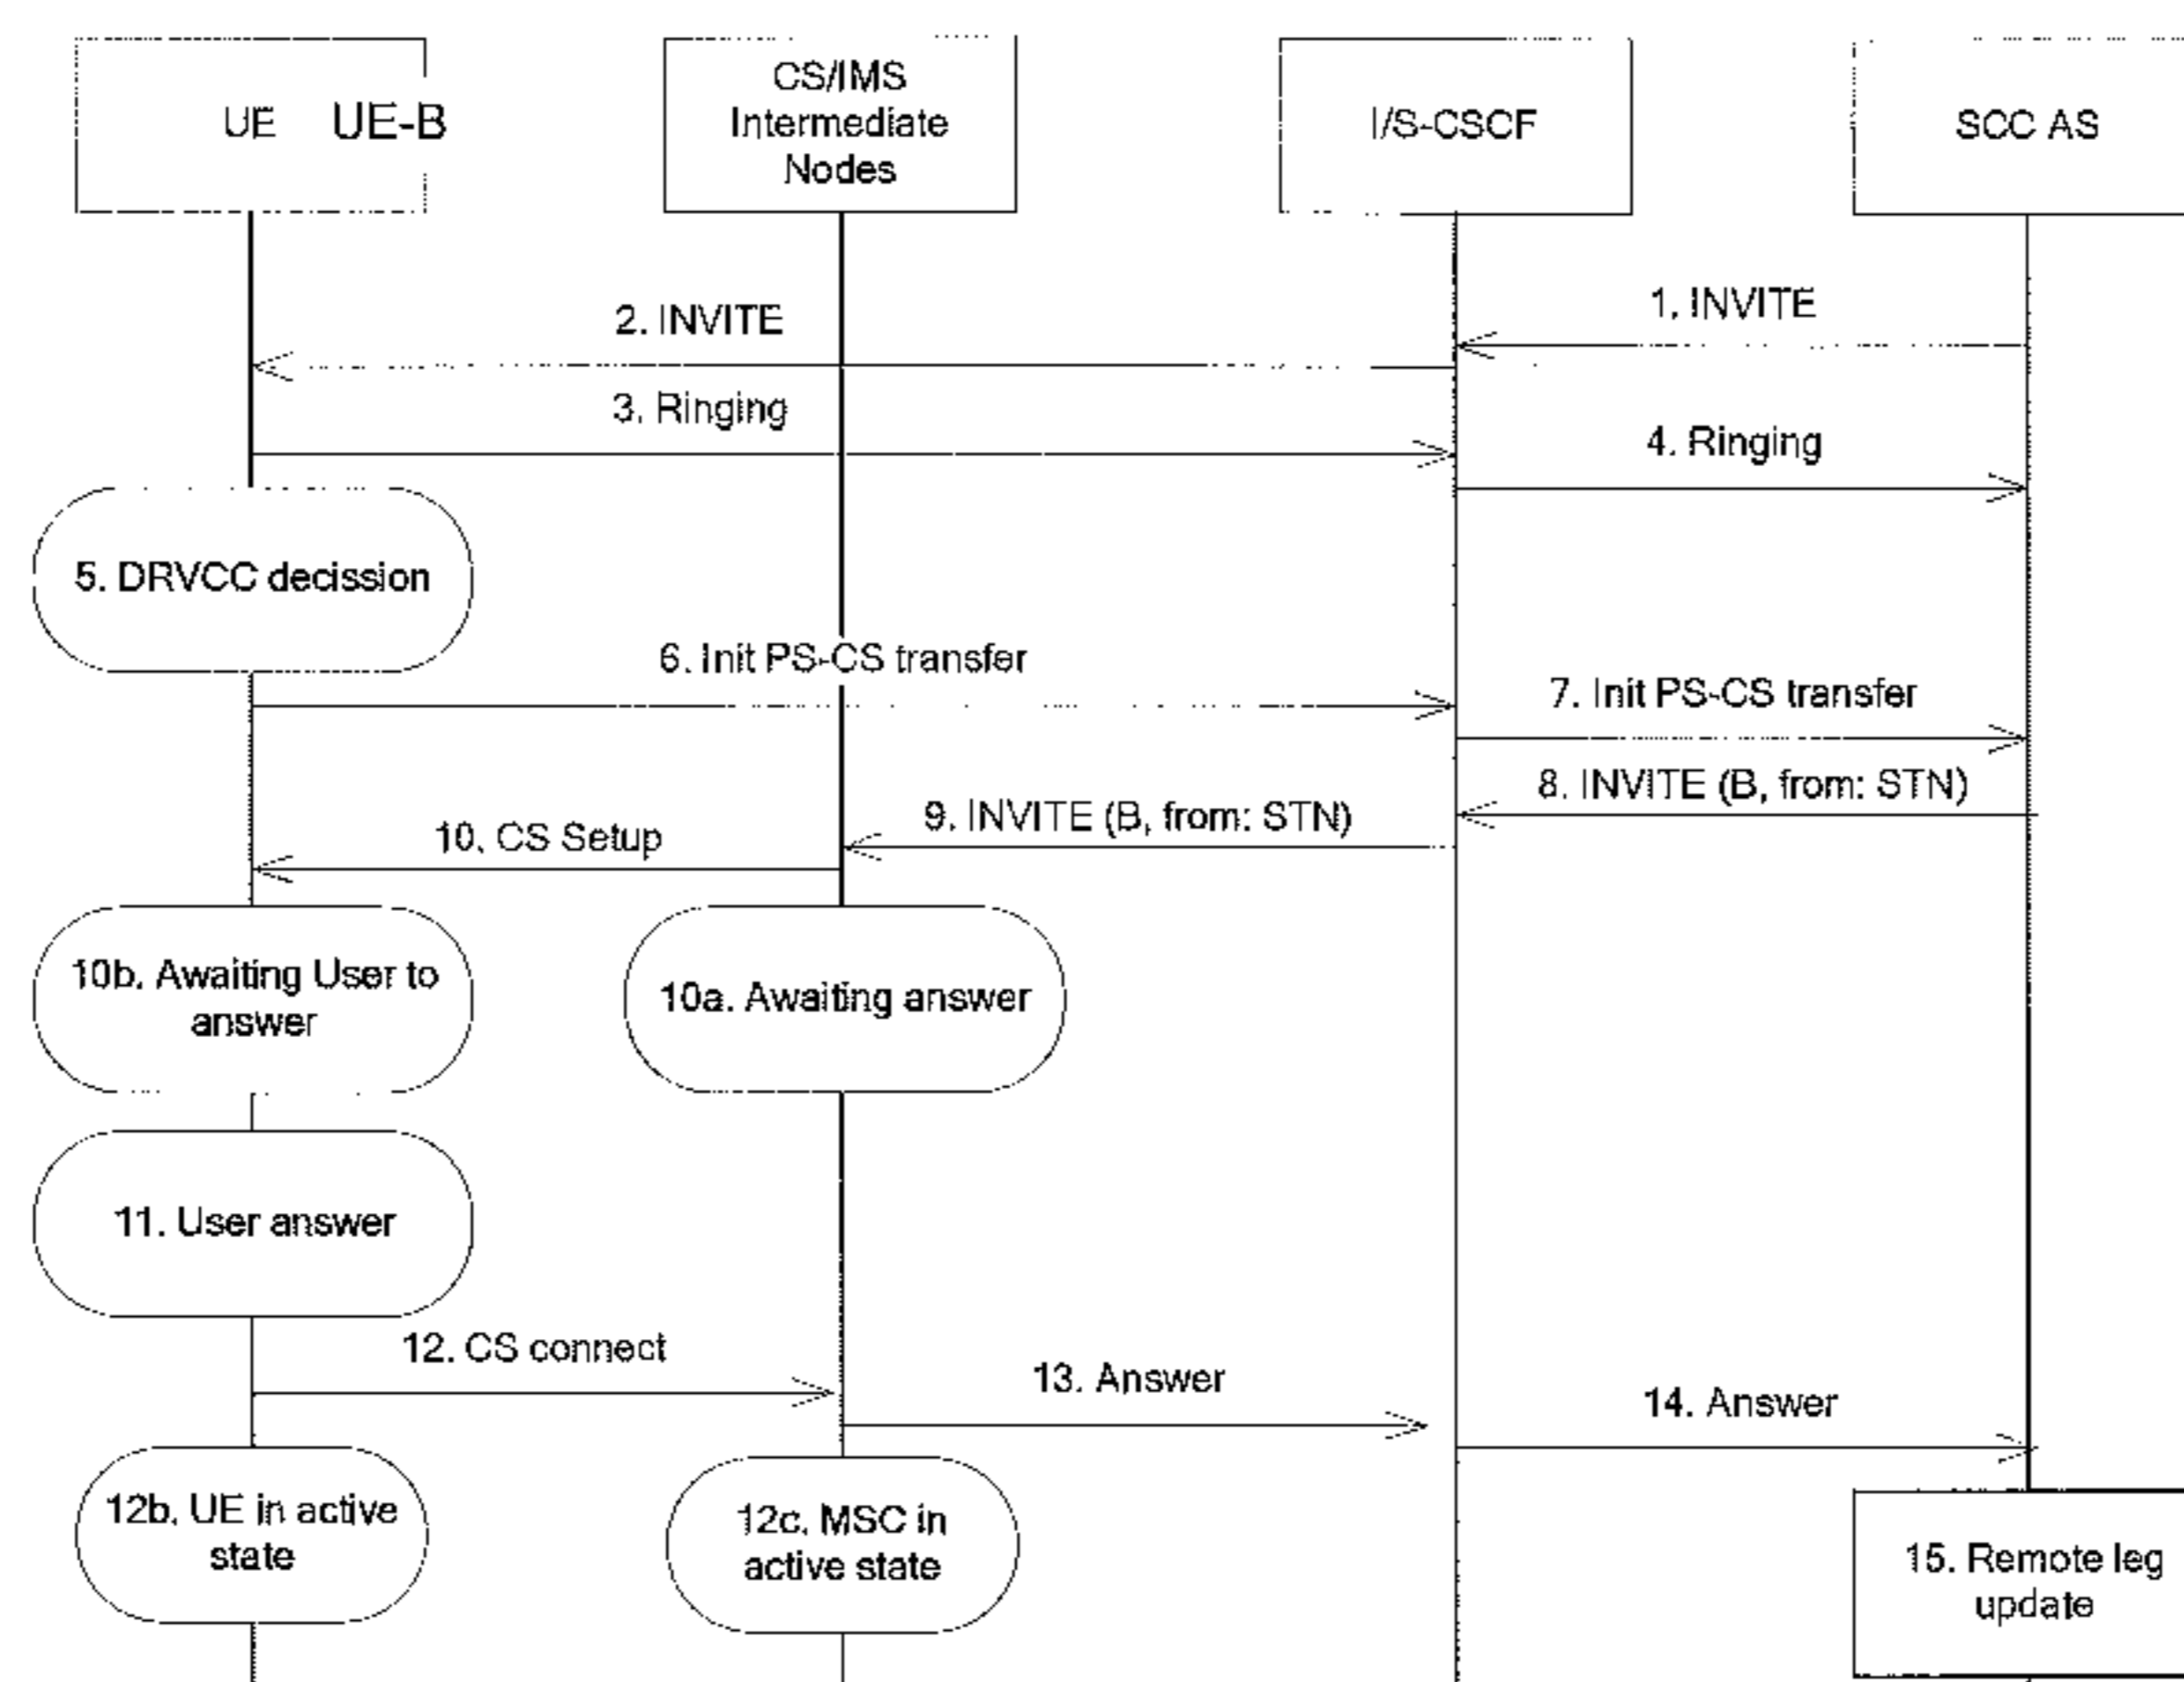 UE UE-B
CS/IMS
Intermediate
Nodes
I/S-CSCF
SCC AS
1. INVITE
2. INVITE
3. Ringing
4. Ringing
5. DRVCC decission
6. Init PS-CS transfer
7. Init PS-CS transfer
8. INVITE (B, from: STN)
9. INVITE (B, from: STN)
10. CS Setup
10b. Awaiting User to
answer
10a. Awaiting answer
11. User answer
12. CS connect
13. Answer
14. Answer
12b. UE in active
state
12c. MSC in
active state
15. Remote leg
update